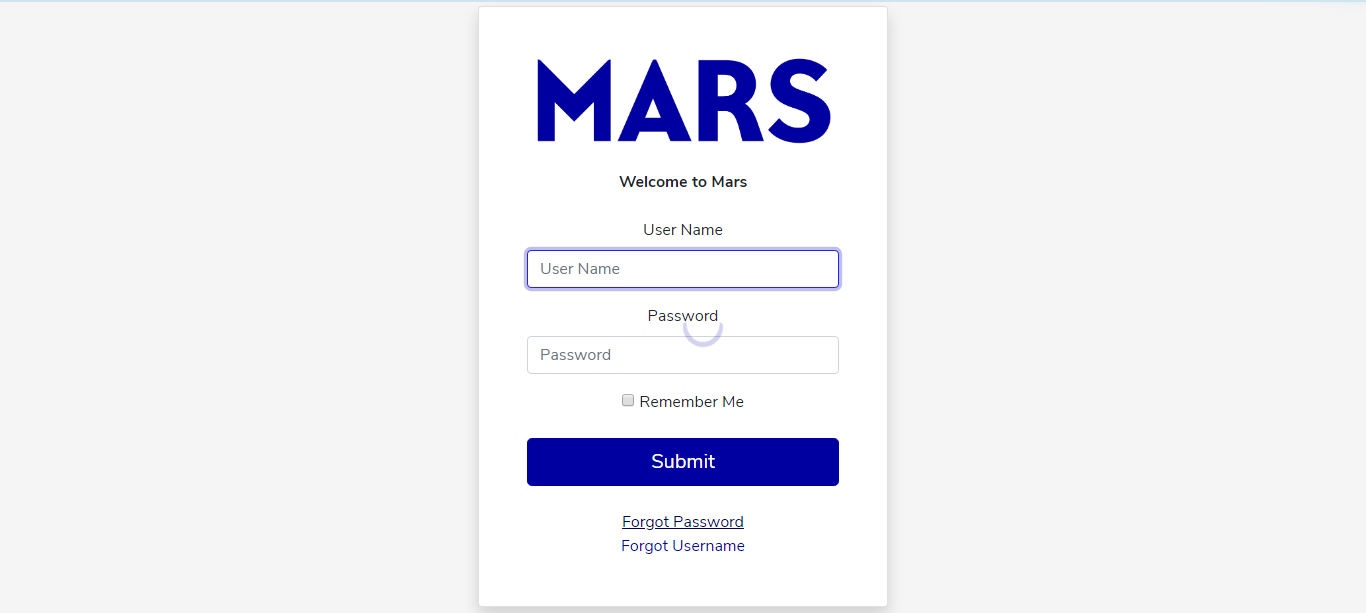 MARS
Welcome to Mars
User Name
User Name
Password
Password
Remember Me
Submit
Forgot Password
Forgot Username